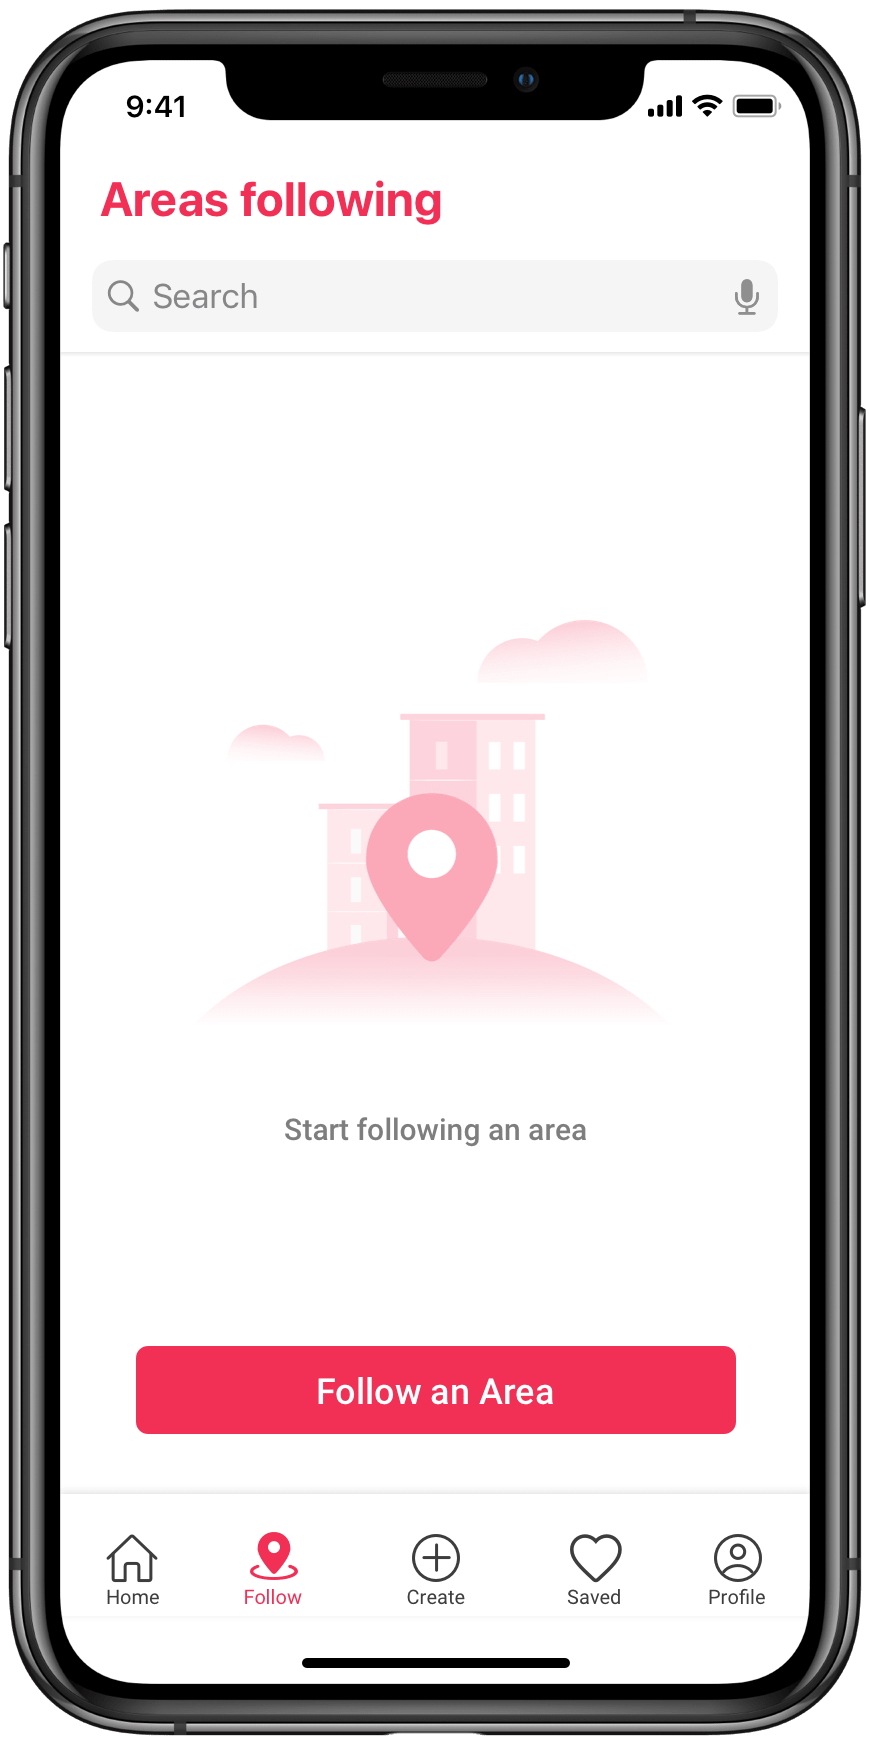 9:41
Areas following
Search
Start following an area
Follow an Area
Home
Follow
Create
Saved
Profile